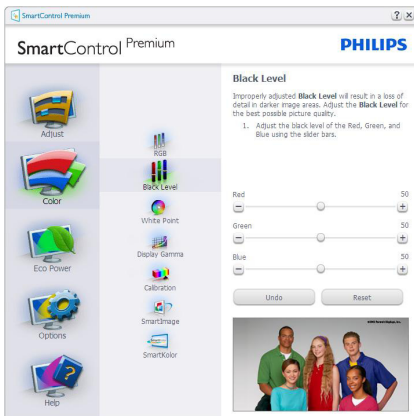 SmartControl Premium
SmartControl Premium
PHILIPS
Adjust
Color
Eco Power
Options
Help
RGB
Black Level
White Point
Display Gamma
Calibration
SmartImage
SmartKolor
Black Level
Improperly adjusted Black Level will result in a loss of
detail in darker image areas. Adjust the Black Level for
the best possible picture quality.
1. Adjust the black level of the Red, Green, and
Blue using the slider bars.
Red 50
Green 50
Blue 50
Undo Reset